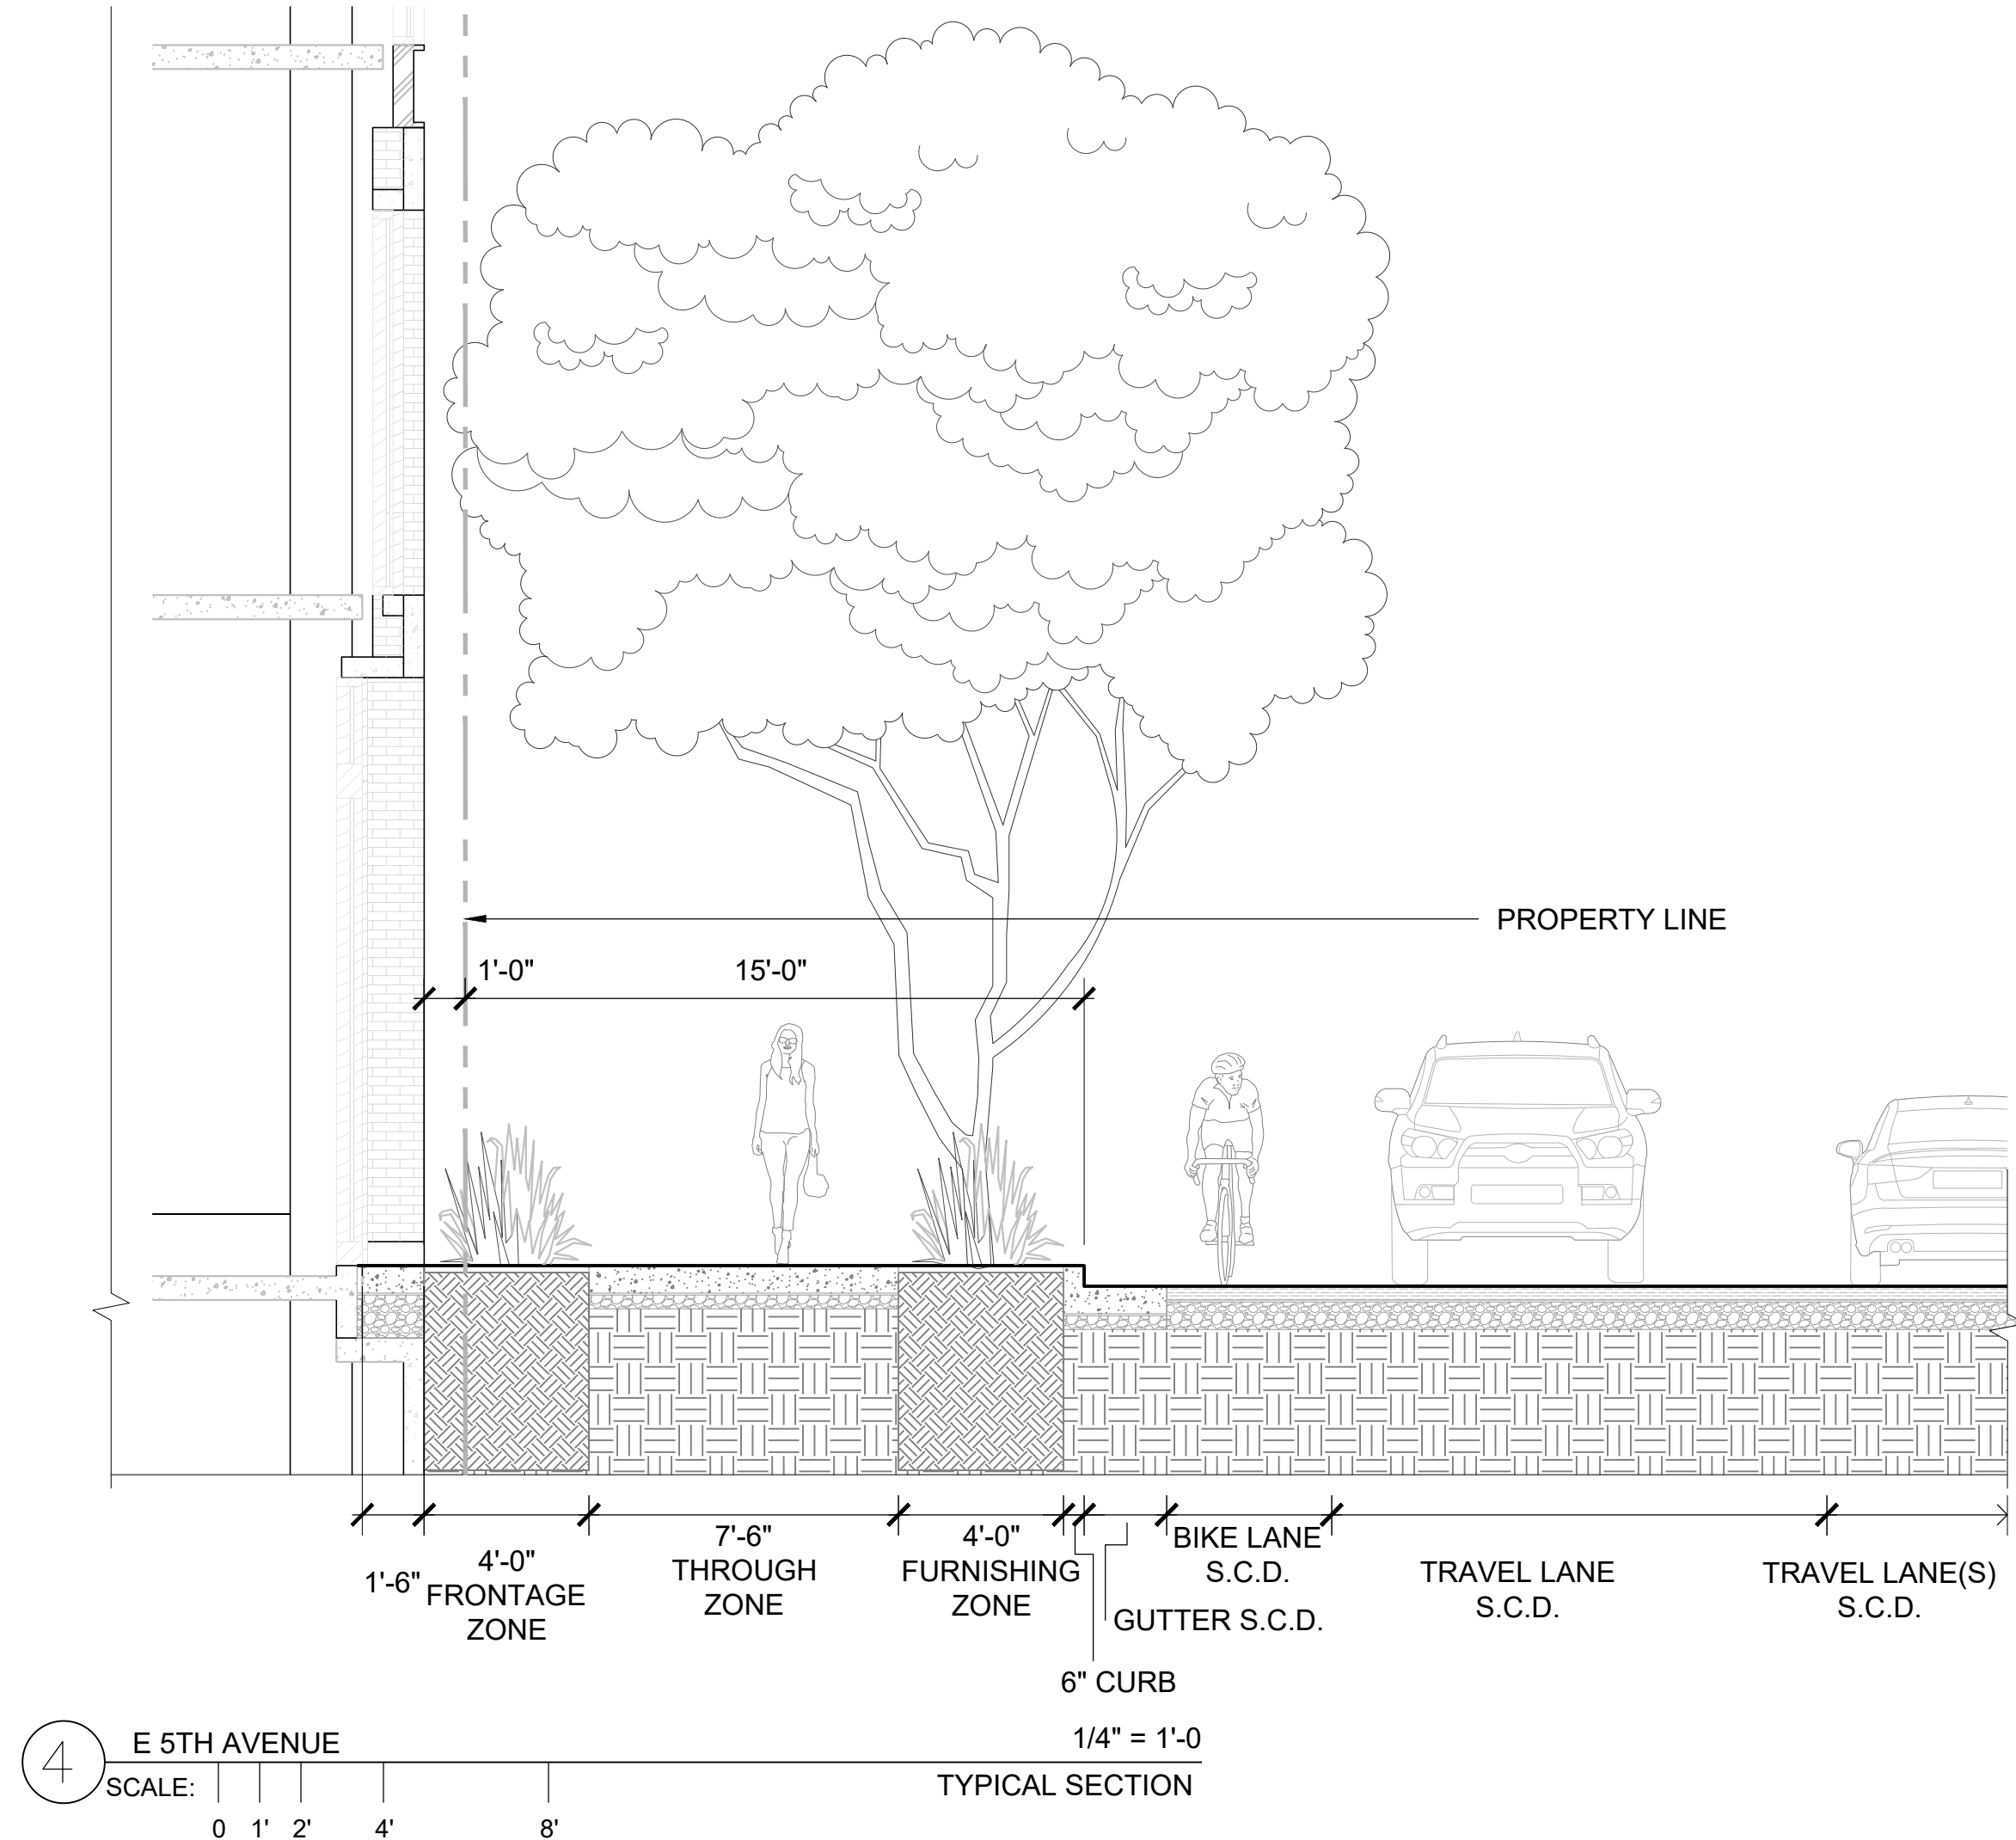 PROPERTY LINE
1'-0"
15'-0"
1'-6"
4'-0"
FRONTAGE
ZONE
7'-6"
THROUGH
ZONE
4'-0"
FURNISHING
ZONE
BIKE LANE
S.C.D.
GUTTER S.C.D.
6" CURB
TRAVEL LANE
S.C.D.
TRAVEL LANE(S)
S.C.D.
4
E 5TH AVENUE
1/4" = 1'-0
SCALE:
TYPICAL SECTION
0 1' 2' 4' 8'